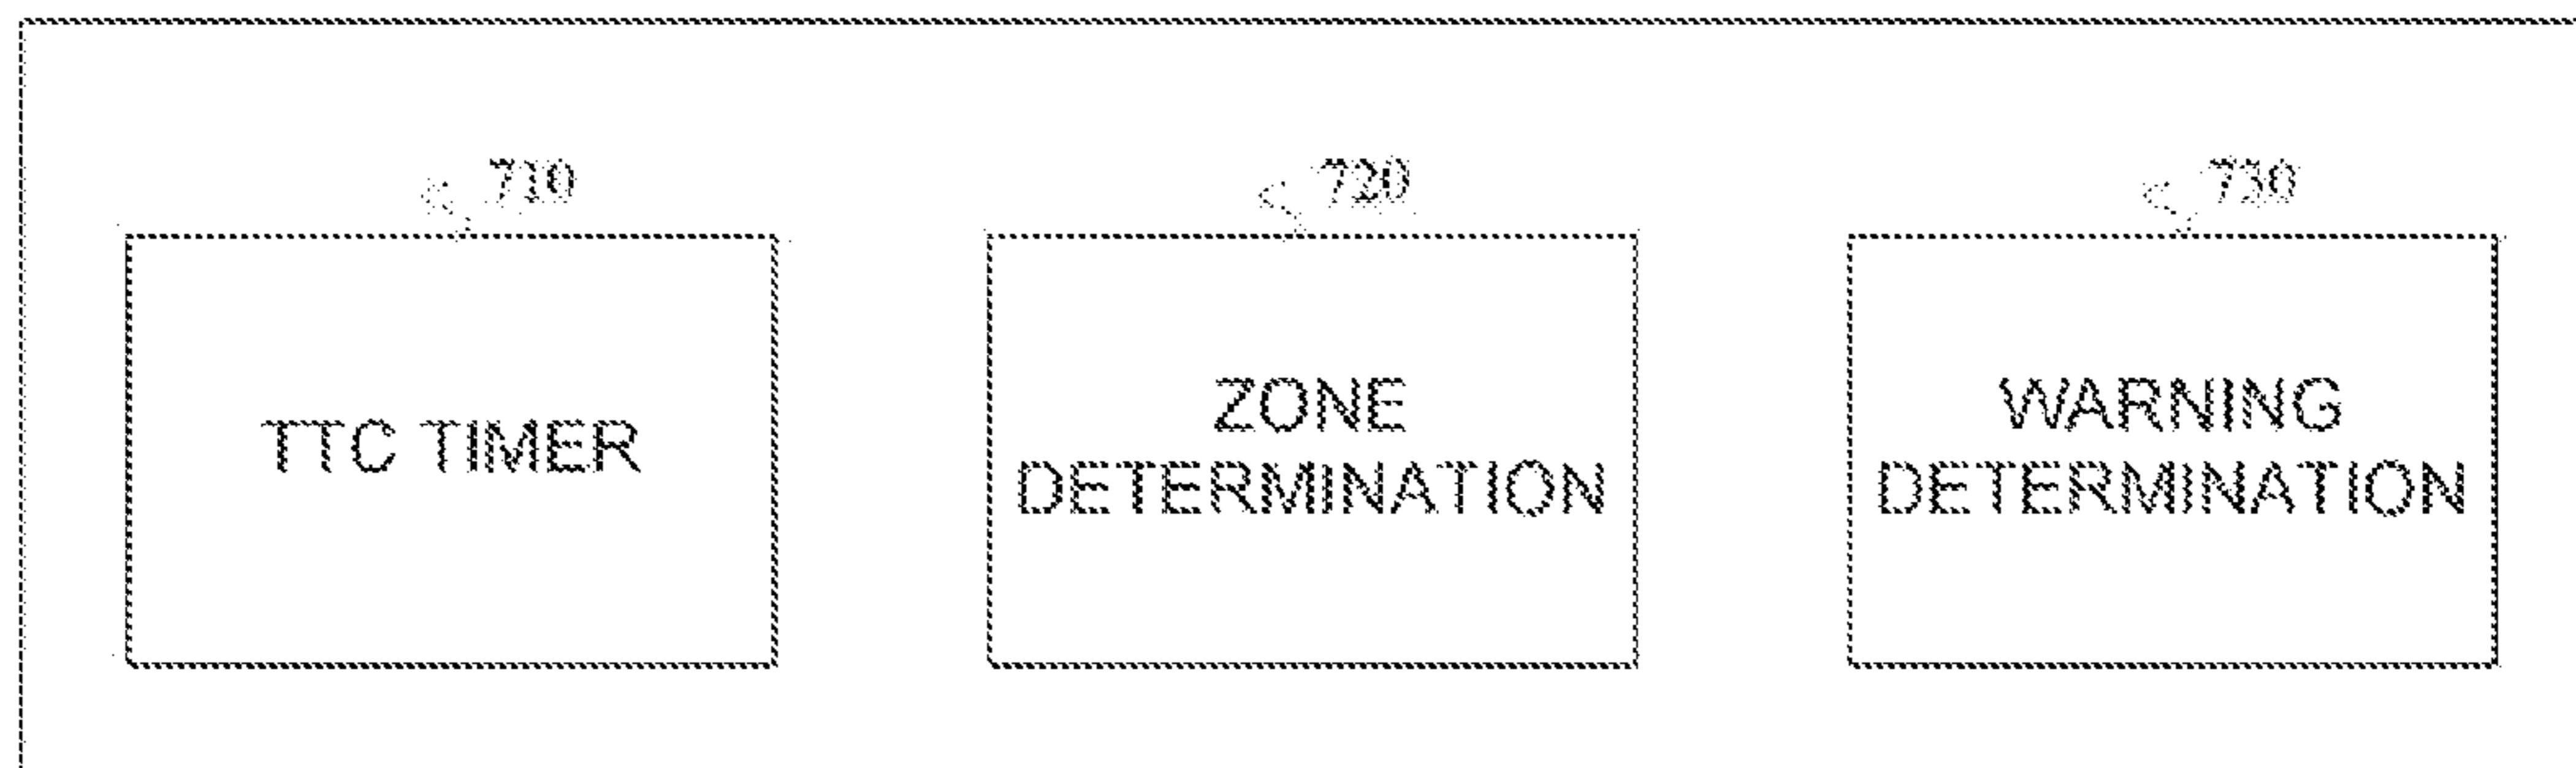 710 720 730
TTC TIMER
ZONE
DETERMINATION
WARNING
DETERMINATION